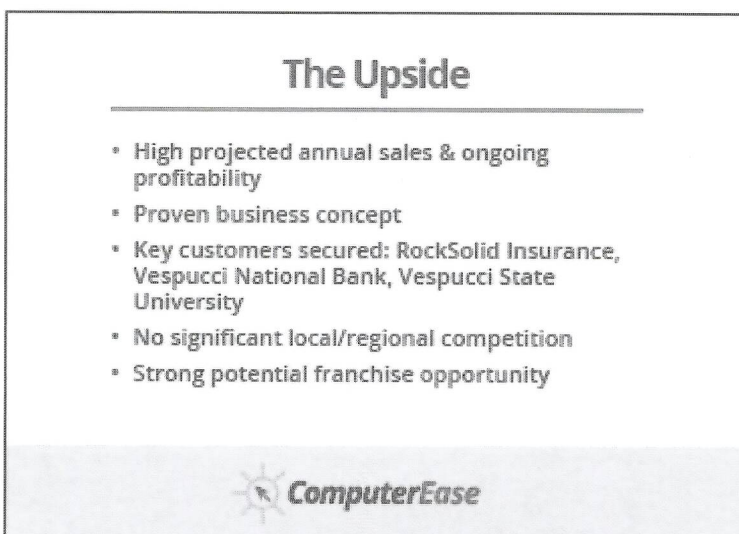 The Upside
• High projected annual sales & ongoing
profitability
• Proven business concept
• Key customers secured: RockSolid Insurance,
Vespucci National Bank, Vespucci State
University
• No significant local/regional competition
• Strong potential franchise opportunity
ComputerEase